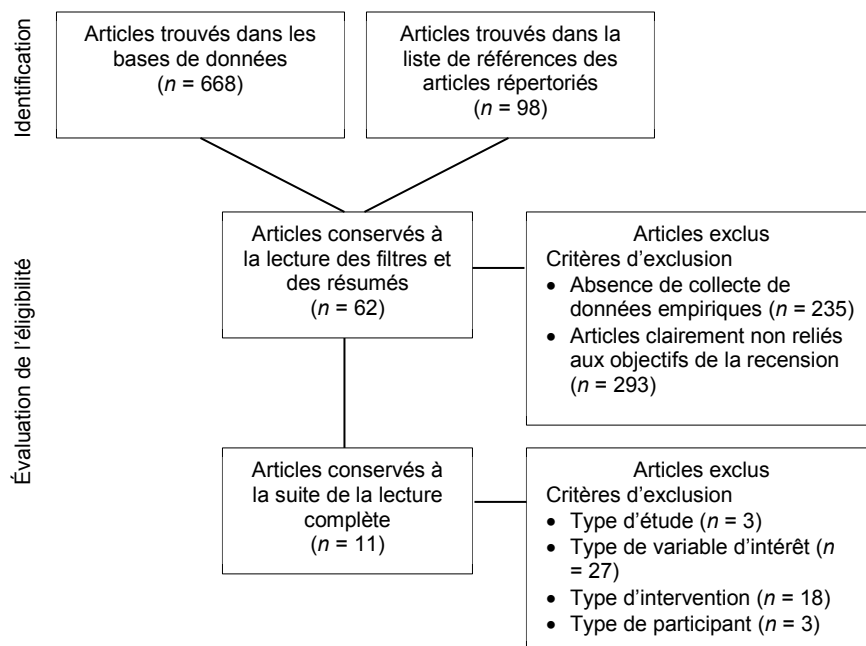 Identification
Articles trouvés dans les
bases de données
(n = 668)
Articles trouvés dans la
liste de références des
articles répertoriés
(n = 98)
Évaluation de l'éligibilité
Articles conservés à
la lecture des filtres et
des résumés
(n = 62)
Articles exclus
Critères d'exclusion
• Absence de collecte de
données empiriques (n = 235)
• Articles clairement non reliés
aux objectifs de la recension
(n = 293)
Articles conservés à
la suite de la lecture
complète
(n = 11)
Articles exclus
Critères d'exclusion
• Type d'étude (n = 3)
• Type de variable d'intérêt (n
= 27)
• Type d'intervention (n = 18)
• Type de participant (n = 3)